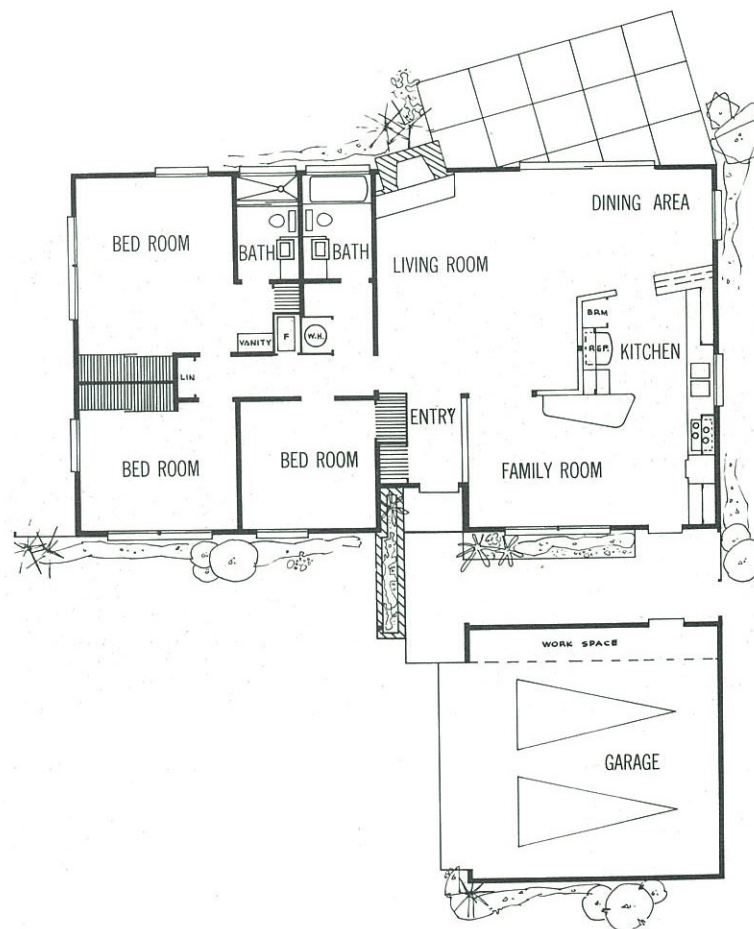 DINING AREA
BED ROOM
BATH
BATH
LIVING ROOM
BRM
W.H.
F
VANITY
REF.
KITCHEN
LIN
ENTRY
BED ROOM
BED ROOM
FAMILY ROOM
WORK SPACE
GARAGE